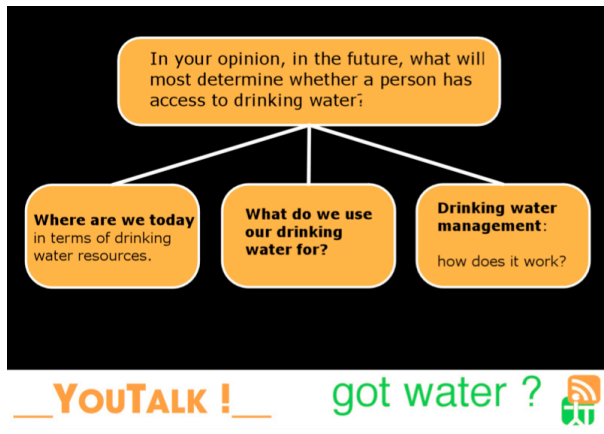 In your opinion, in the future, what will
most determine whether a person has
access to drinking water?
Where are we today
in terms of drinking
water resources.
What do we use
our drinking
water for?
Drinking water
management:
how does it work?
__YOUTALK !__
got water ?